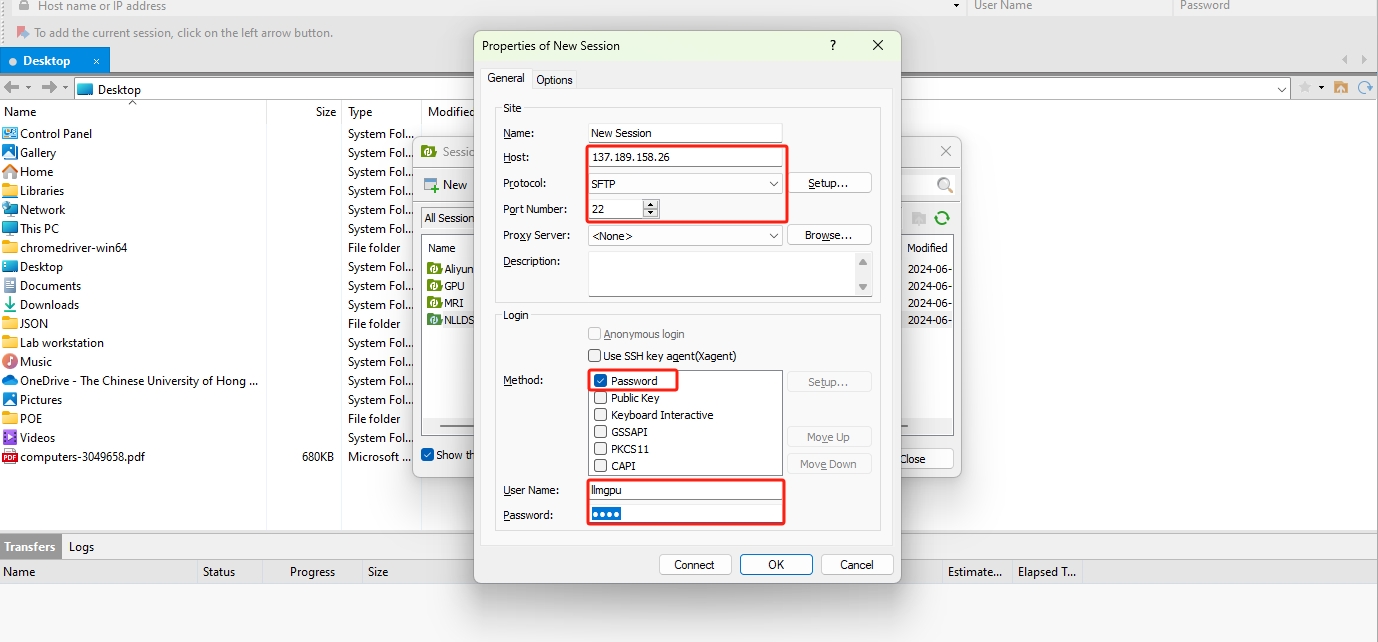 Host name or IP address
User Name
Password
To add the current session, click on the left arrow button.
Desktop ×
Desktop
Name Size Type Modified
Control Panel System Fol...
Gallery System Fol...
Home System Fol...
Libraries System Fol...
Network System Fol...
This PC System Fol...
chromedriver-win64 File folder
Desktop System Fol...
Documents System Fol...
Downloads System Fol...
JSON File folder
Lab workstation System Fol...
Music System Fol...
OneDrive - The Chinese University of Hong ... System Fol...
Pictures System Fol...
POE File folder
Videos System Fol...
computers-3049658.pdf 680KB Microsoft ...
Sessic
New
All Session
Name
Modified
Aliyun 2024-06-
GPU 2024-06-
MRI 2024-06-
NLLDS 2024-06-
Show th
Close
Properties of New Session ?
General Options
Site
Name: New Session
Host: 137.189.158.26
Protocol: SFTP Setup...
Port Number: 22
Proxy Server: <None> Browse...
Description:
Login
Anonymous login
Use SSH key agent(Xagent)
Method: Password Setup...
Public Key
Keyboard Interactive
GSSAPI Move Up
PKCS11
CAPI Move Down
User Name: llmgpu
Password: ●●●●
Connect OK Cancel
Transfers Logs
Name Status Progress Size Estimate... Elapsed T...